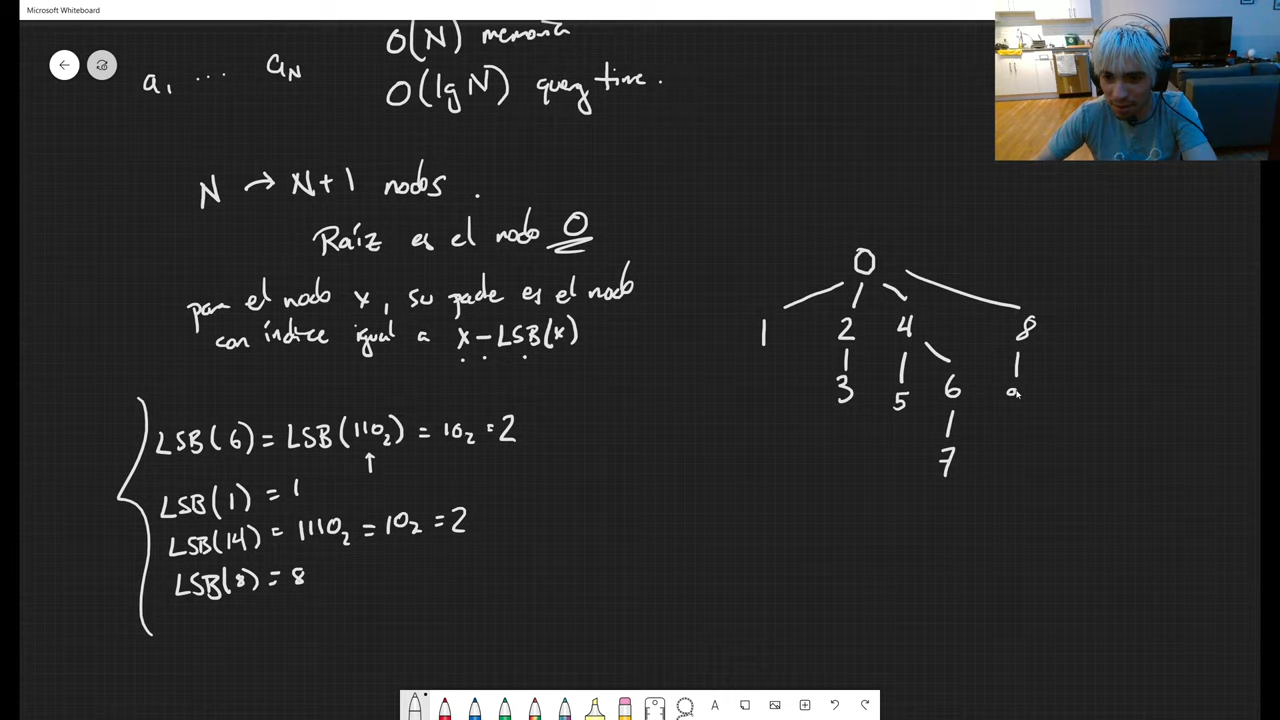 Microsoft Whiteboard
O(N) memoria
a₁ ... aN
O(lg N) query time.
N → N+1 nodos.
Raíz es el nodo 0
para el nodo x, su padre es el nodo
con índice igual a x - LSB(x)
LSB(6) = LSB(110₂) = 10₂ = 2
LSB(1) = 1
LSB(14) = 1110₂ = 10₂ = 2
LSB(8) = 8
0
1 2 4 8
3 5 6 9
7
A